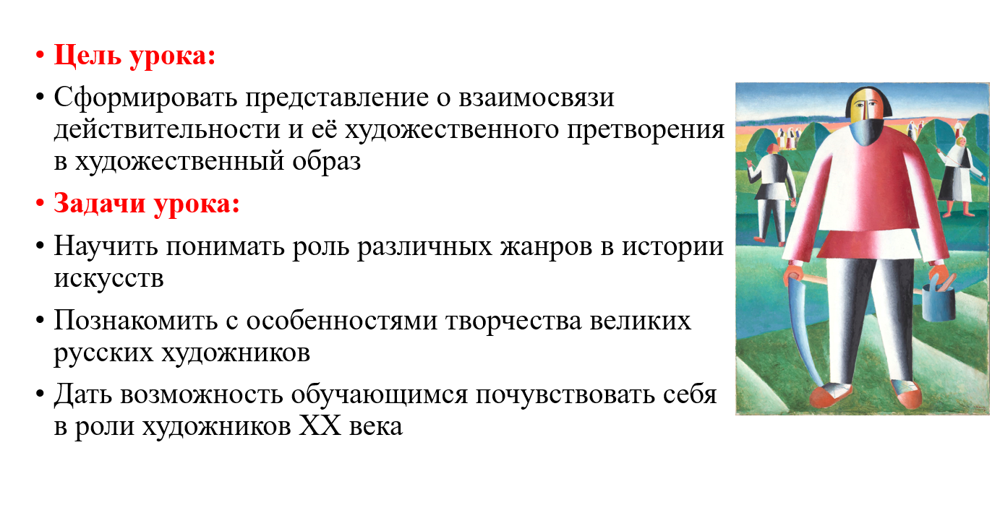 • Цель урока:
• Сформировать представление о взаимосвязи
действительности и её художественного претворения
в художественный образ
• Задачи урока:
• Научить понимать роль различных жанров в истории
искусств
• Познакомить с особенностями творчества великих
русских художников
• Дать возможность обучающимся почувствовать себя
в роли художников XX века